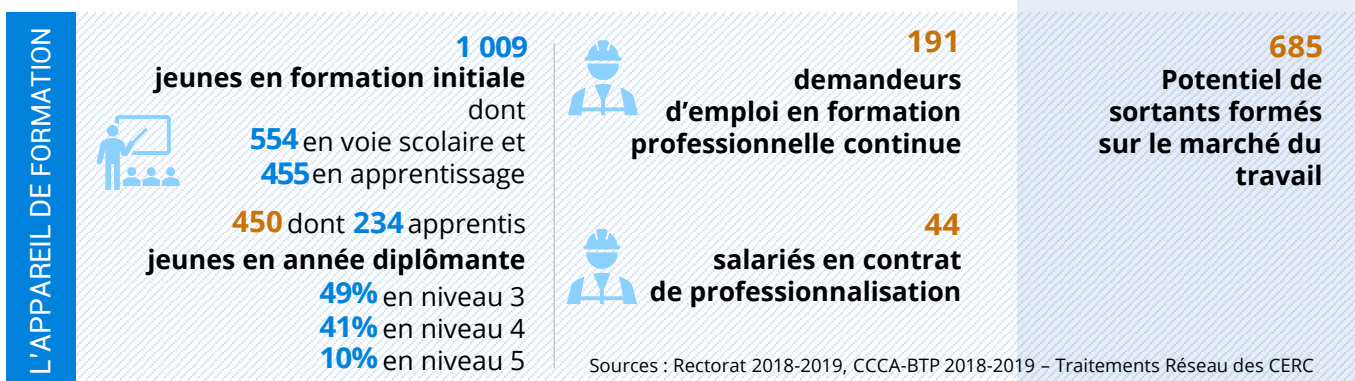 L'APPAREIL DE FORMATION
1 009
jeunes en formation initiale
dont
554 en voie scolaire et
455 en apprentissage
450 dont 234 apprentis
jeunes en année diplômante
49% en niveau 3
41% en niveau 4
10% en niveau 5
191
demandeurs
d’emploi en formation
professionnelle continue
44
salariés en contrat
de professionnalisation
685
Potentiel de
sortants formés
sur le marché du
travail
Sources : Rectorat 2018-2019, CCCA-BTP 2018-2019 – Traitements Réseau des CERC